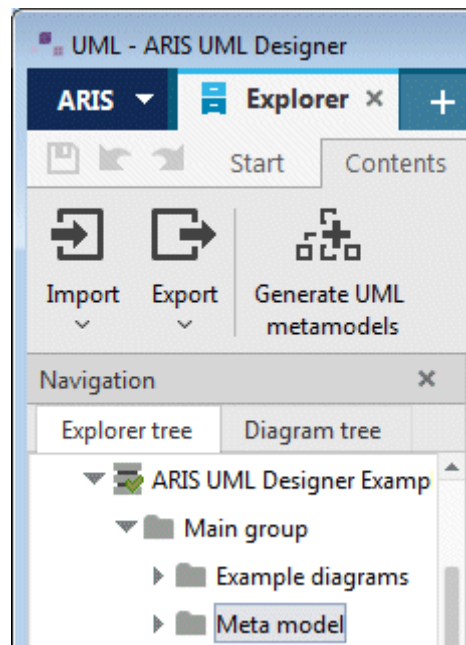 UML - ARIS UML Designer
ARIS Explorer
Start Contents
Import Export Generate UML
metamodels
Navigation
Explorer tree Diagram tree
ARIS UML Designer Examp
Main group
Example diagrams
Meta model